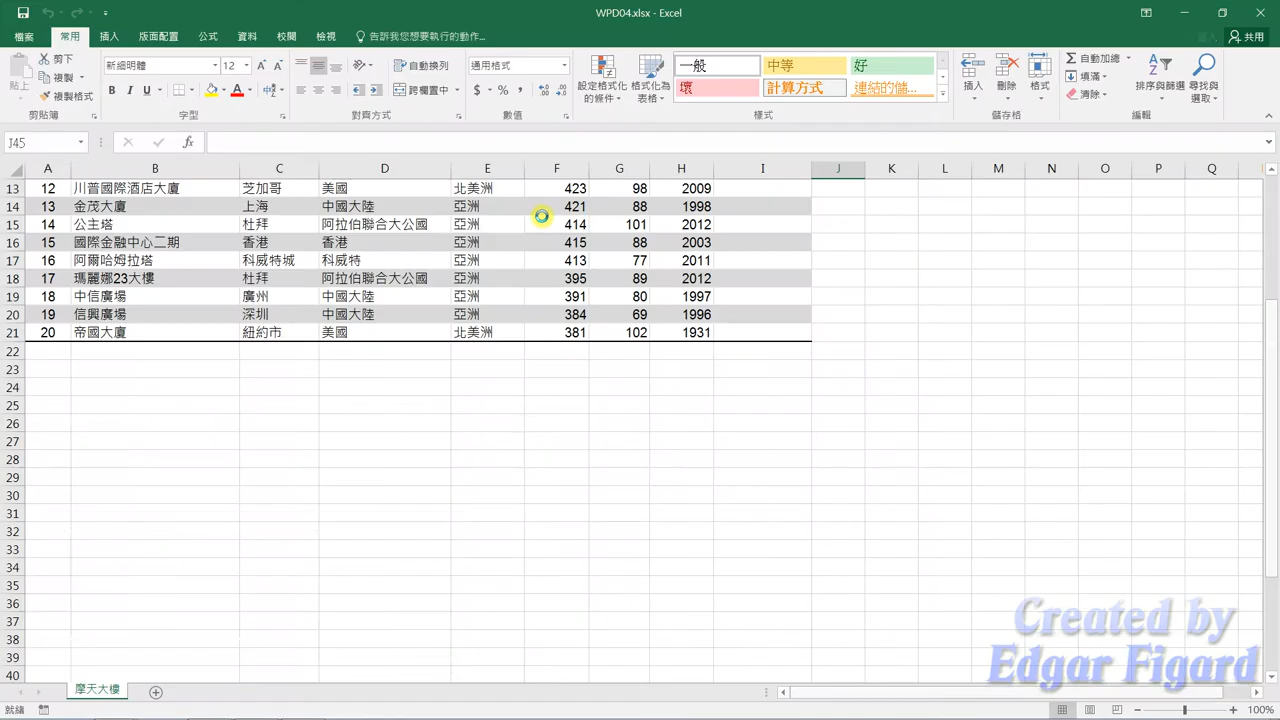 WPD04.xlsx - Excel
檔案 常用 插入 版面配置 公式 資料 校閱 檢視 告訴我您想要執行的動作... 登入 共用
貼上 剪下 新細明體 12 自動換列 通用格式 設定格式化的條件 格式化為表格 一般 中等 好 插入 刪除 格式 自動加總 排序與篩選 尋找與選取
複製 填滿
複製格式 B I U A 跨欄置中 $ % , 壞 計算方式 連結的儲... 清除
剪貼簿 字型 對齊方式 數值 樣式 儲存格 編輯
J45 fx
A B C D E F G H I J K L M N O P Q
13 12 川普國際酒店大廈 芝加哥 美國 北美洲 423 98 2009
14 13 金茂大廈 上海 中國大陸 亞洲 421 88 1998
15 14 公主塔 杜拜 阿拉伯聯合大公國 亞洲 414 101 2012
16 15 國際金融中心二期 香港 香港 亞洲 415 88 2003
17 16 阿爾哈姆拉塔 科威特城 科威特 亞洲 413 77 2011
18 17 瑪麗娜23大樓 杜拜 阿拉伯聯合大公國 亞洲 395 89 2012
19 18 中信廣場 廣州 中國大陸 亞洲 391 80 1997
20 19 信興廣場 深圳 中國大陸 亞洲 384 69 1996
21 20 帝國大廈 紐約市 美國 北美洲 381 102 1931
22
23
24
25
26
27
28
29
30
31
32
33
34
35
36
37
38
39
40
Created by
Edgar Figard
摩天大樓
就緒 100%